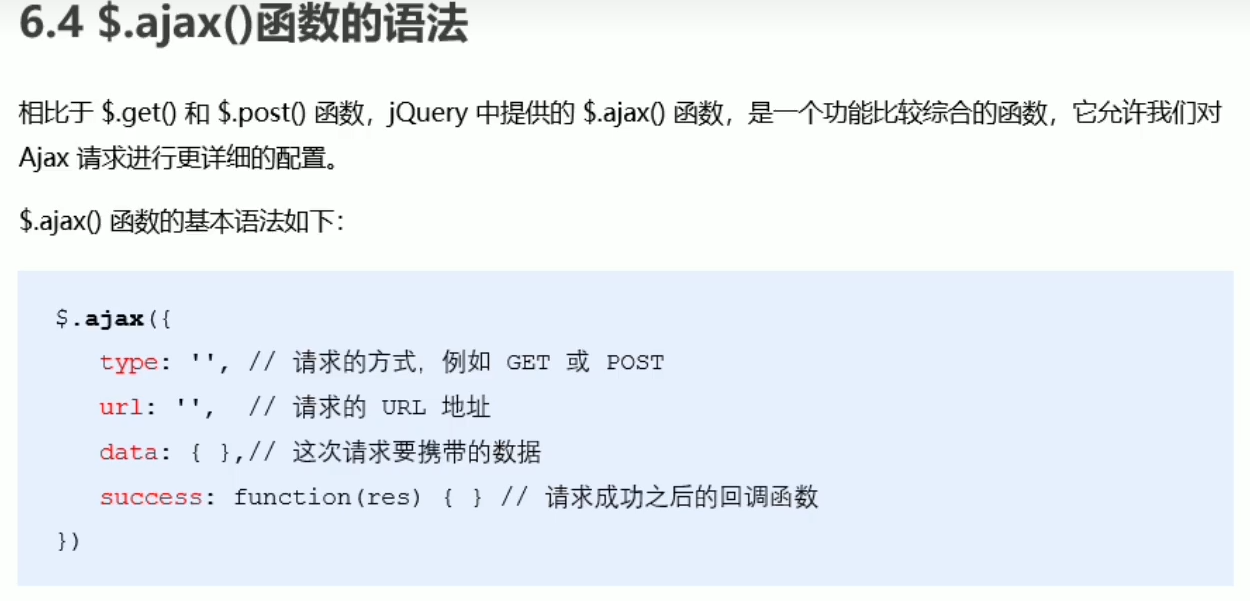 6.4 $.ajax()函数的语法
相比于 $.get() 和 $.post() 函数，jQuery 中提供的 $.ajax() 函数，是一个功能比较综合的函数，它允许我们对
Ajax 请求进行更详细的配置。
$.ajax() 函数的基本语法如下：
$.ajax({
   type: '', // 请求的方式，例如 GET 或 POST
   url: '',  // 请求的 URL 地址
   data: { },// 这次请求要携带的数据
   success: function(res) { } // 请求成功之后的回调函数
})